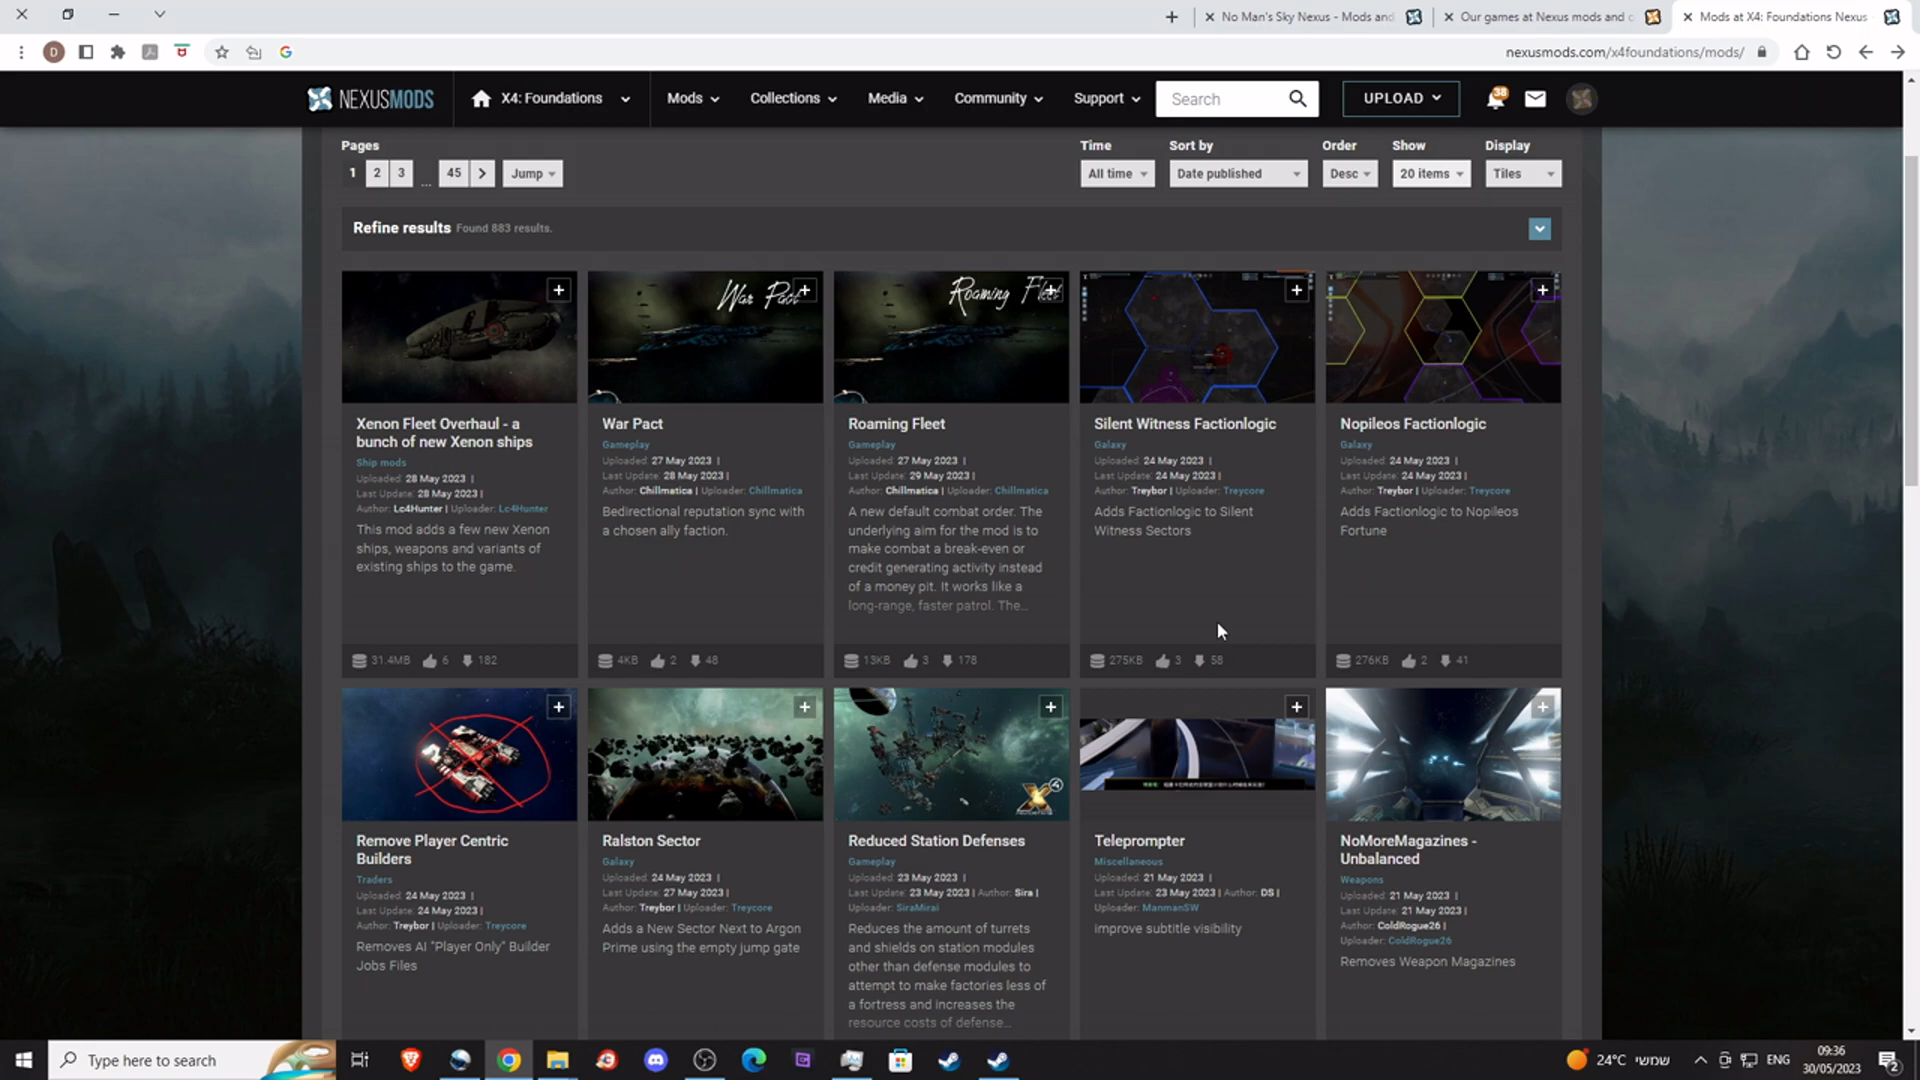 No Man's Sky Nexus - Mods and
Our games at Nexus mods and c
Mods at X4: Foundations Nexus
D
nexusmods.com/x4foundations/mods/
NEXUSMODS
X4: Foundations
Mods
Collections
Media
Community
Support
Search
UPLOAD
38
Pages
1 2 3 ... 45 > Jump
Time
All time
Sort by
Date published
Order
Desc
Show
20 items
Display
Tiles
Refine results Found 883 results.
War Pact
Roaming Fleet
Xenon Fleet Overhaul - a
bunch of new Xenon ships
Ship mods
Uploaded: 28 May 2023 |
Last Update: 28 May 2023 |
Author: Lc4Hunter | Uploader: Lc4Hunter
This mod adds a few new Xenon
ships, weapons and variants of
existing ships to the game.
31.4MB 6 182
War Pact
Gameplay
Uploaded: 27 May 2023 |
Last Update: 28 May 2023 |
Author: Chillmatica | Uploader: Chillmatica
Bedirectional reputation sync with
a chosen ally faction.
4KB 2 48
Roaming Fleet
Gameplay
Uploaded: 27 May 2023 |
Last Update: 29 May 2023 |
Author: Chillmatica | Uploader: Chillmatica
A new default combat order. The
underlying aim for the mod is to
make combat a break-even or
credit generating activity instead
of a money pit. It works like a
long-range, faster patrol. The...
13KB 3 178
Silent Witness Factionlogic
Galaxy
Uploaded: 24 May 2023 |
Last Update: 24 May 2023 |
Author: Treybor | Uploader: Treycore
Adds Factionlogic to Silent
Witness Sectors
275KB 3 58
Nopileos Factionlogic
Galaxy
Uploaded: 24 May 2023 |
Last Update: 24 May 2023 |
Author: Treybor | Uploader: Treycore
Adds Factionlogic to Nopileos
Fortune
276KB 2 41
Remove Player Centric
Builders
Traders
Uploaded: 24 May 2023 |
Last Update: 24 May 2023 |
Author: Treybor | Uploader: Treycore
Removes AI "Player Only" Builder
Jobs Files
Ralston Sector
Galaxy
Uploaded: 24 May 2023 |
Last Update: 27 May 2023 |
Author: Treybor | Uploader: Treycore
Adds a New Sector Next to Argon
Prime using the empty jump gate
Reduced Station Defenses
Gameplay
Uploaded: 23 May 2023 |
Last Update: 23 May 2023 | Author: Sira |
Uploader: SiraMirai
Reduces the amount of turrets
and shields on station modules
other than defense modules to
attempt to make factories less of
a fortress and increases the
resource costs of defense...
Teleprompter
Miscellaneous
Uploaded: 21 May 2023 |
Last Update: 23 May 2023 | Author: DS |
Uploader: ManmanSW
improve subtitle visibility
NoMoreMagazines -
Unbalanced
Weapons
Uploaded: 21 May 2023 |
Last Update: 21 May 2023 |
Author: ColdRogue26 |
Uploader: ColdRogue26
Removes Weapon Magazines
Type here to search
24°C שמשי
ENG
09:36
30/05/2023
2